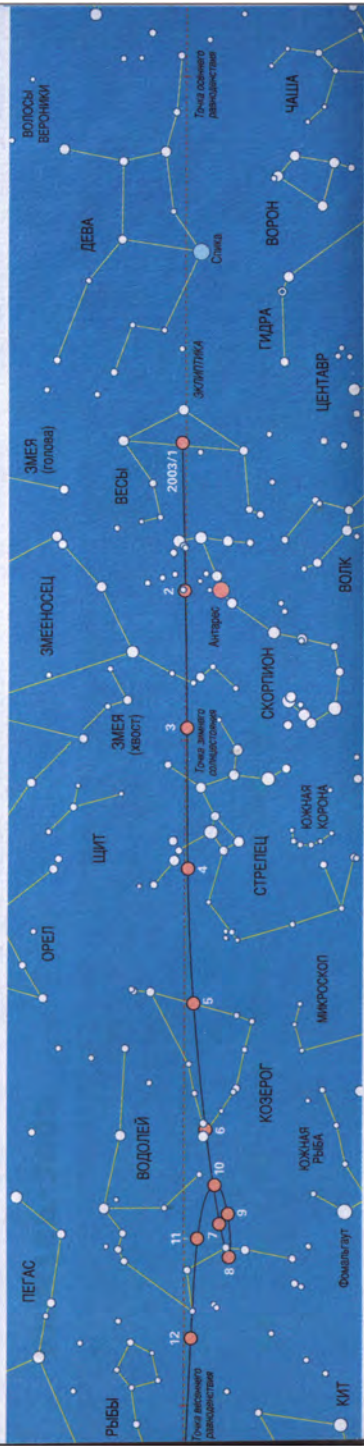 ПЕГАС
РЫБЫ
ВОДОЛЕЙ
ОРЕЛ
ЩИТ
ЗМЕЯ
(хвост)
ЗМЕЕНОСЕЦ
ЗМЕЯ
(голова)
ВЕСЫ
ДЕВА
ВОЛОСЫ
ВЕРОНИКИ
Точка весеннего
равноденствия
12
11
10
9
8
7
6
5
4
3
2
2003/1
Точка зимнего
солнцестояния
Антарес
ЭКЛИПТИКА
Спика
Точка осеннего
равноденствия
КИТ
Фомальгаут
ЮЖНАЯ
РЫБА
КОЗЕРОГ
МИКРОСКОП
СТРЕЛЕЦ
ЮЖНАЯ
КОРОНА
СКОРПИОН
ВОЛК
ЦЕНТАВР
ГИДРА
ВОРОН
ЧАША